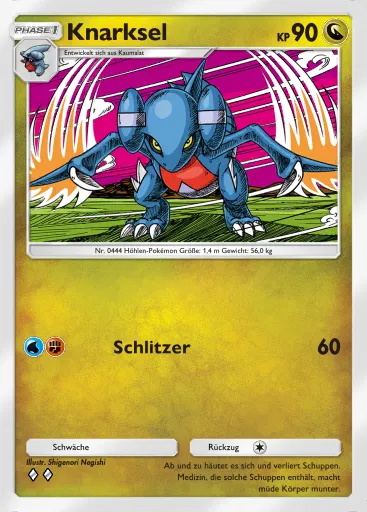 PHASE 1
Knarksel
KP 90
Entwickelt sich aus Kaumalat
Nr. 0444 Höhlen-Pokémon Größe: 1,4 m Gewicht: 56,0 kg
Schlitzer 60
Schwäche
Rückzug
Illustr. Shigenori Negishi
Ab und zu häutet es sich und verliert Schuppen.
Medizin, die solche Schuppen enthält, macht
müde Körper munter.